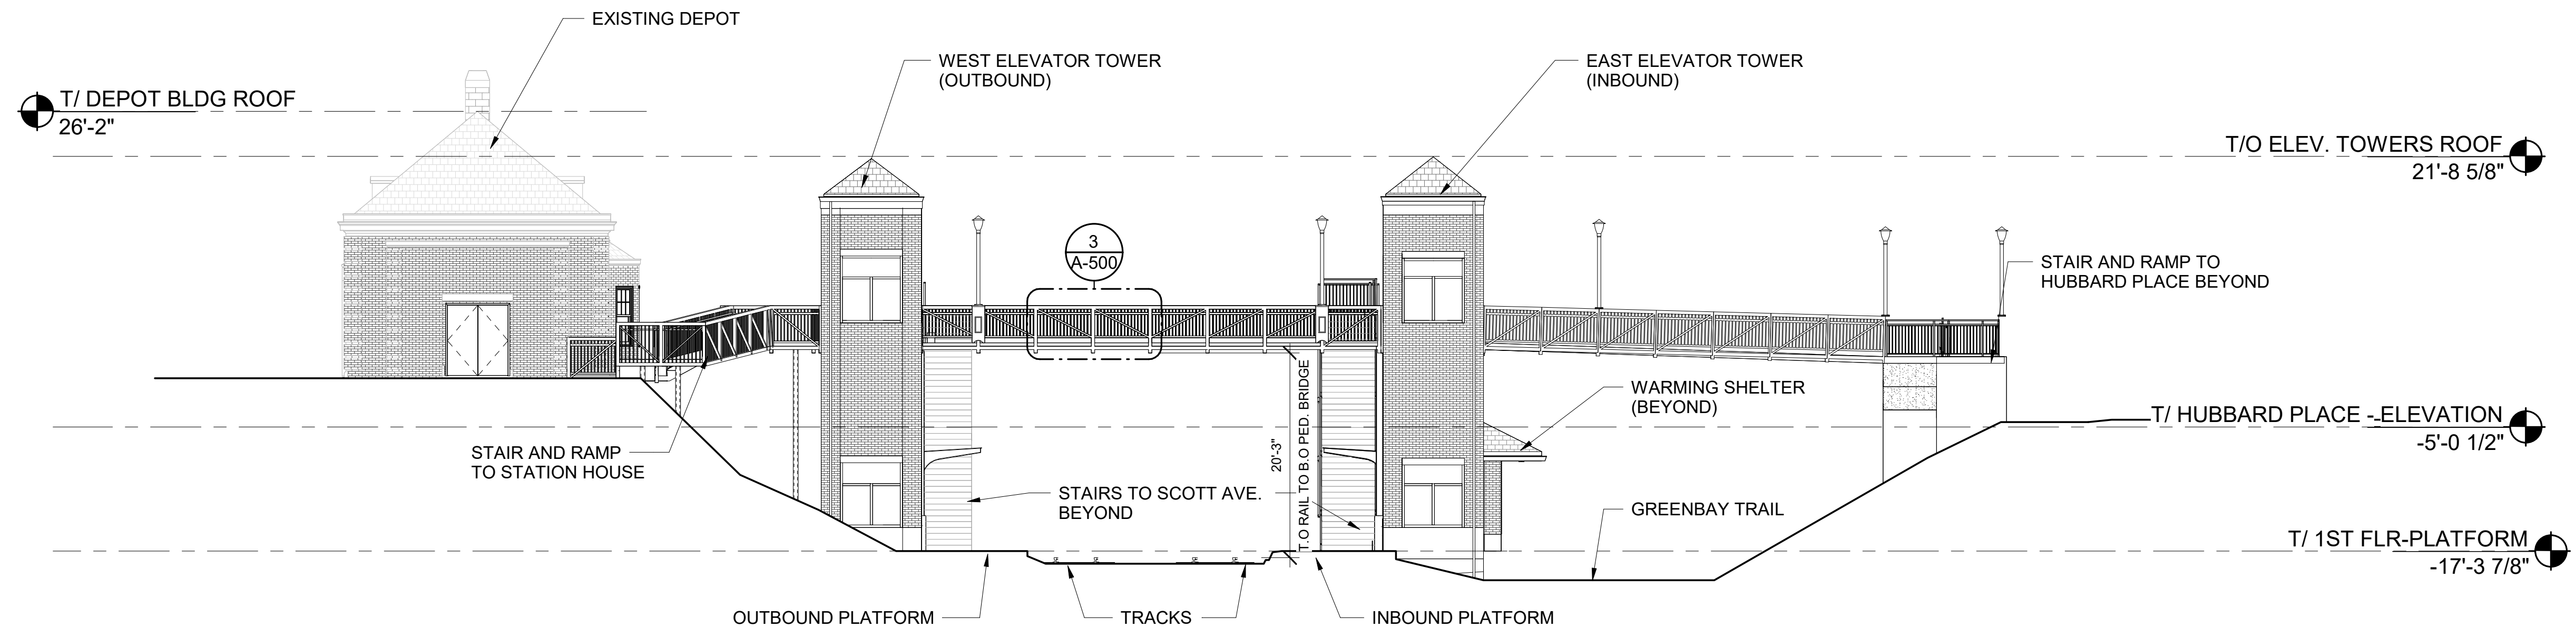 EXISTING DEPOT
WEST ELEVATOR TOWER
(OUTBOUND)
EAST ELEVATOR TOWER
(INBOUND)
T/ DEPOT BLDG ROOF
26'-2"
T/O ELEV. TOWERS ROOF
21'-8 5/8"
3
A-500
STAIR AND RAMP TO
HUBBARD PLACE BEYOND
WARMING SHELTER
(BEYOND)
T/ HUBBARD PLACE - ELEVATION
-5'-0 1/2"
STAIR AND RAMP
TO STATION HOUSE
20'-3"
T.O RAIL TO B.O PED. BRIDGE
STAIRS TO SCOTT AVE.
BEYOND
GREENBAY TRAIL
T/ 1ST FLR-PLATFORM
-17'-3 7/8"
OUTBOUND PLATFORM
TRACKS
INBOUND PLATFORM